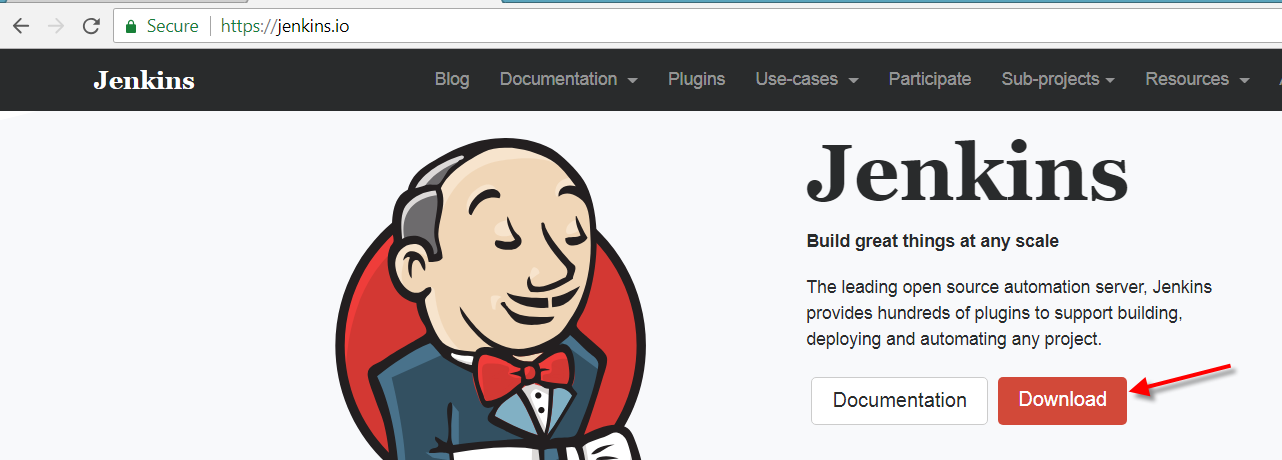 Secure https://jenkins.io
Jenkins Blog Documentation Plugins Use-cases Participate Sub-projects Resources
Jenkins
Build great things at any scale
The leading open source automation server, Jenkins
provides hundreds of plugins to support building,
deploying and automating any project.
Documentation Download